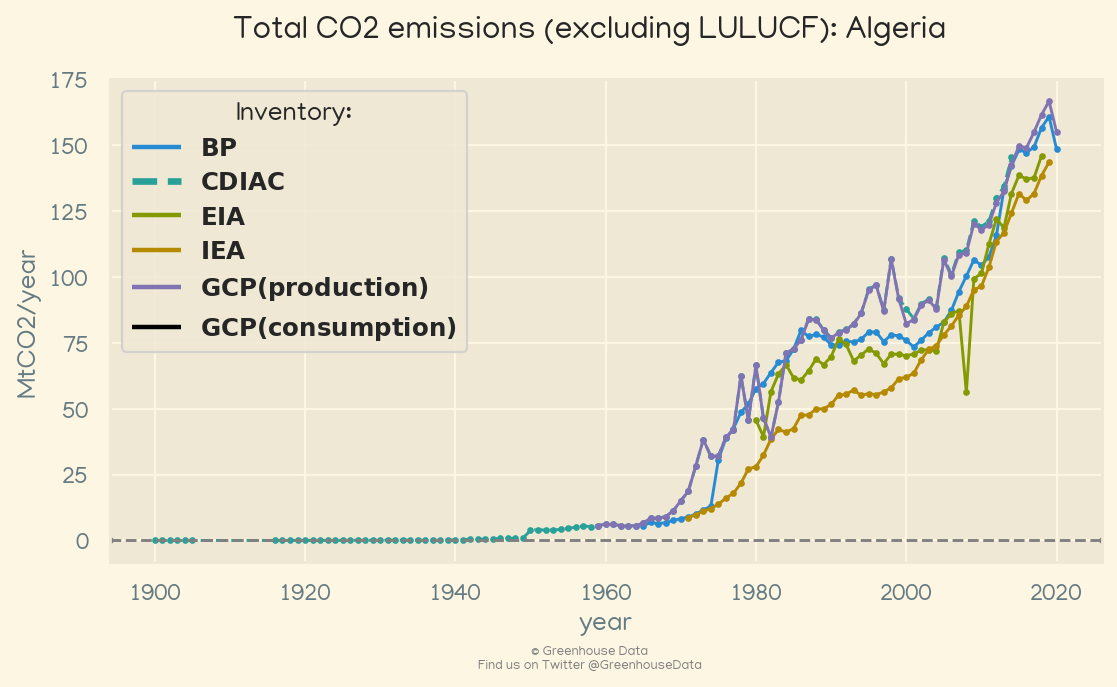 Total CO2 emissions (excluding LULUCF): Algeria
175
150
125
100
75
50
25
0
MtCO2/year
Inventory:
BP
CDIAC
EIA
IEA
GCP(production)
GCP(consumption)
1900
1920
1940
1960
1980
2000
2020
year
© Greenhouse Data
Find us on Twitter @GreenhouseData